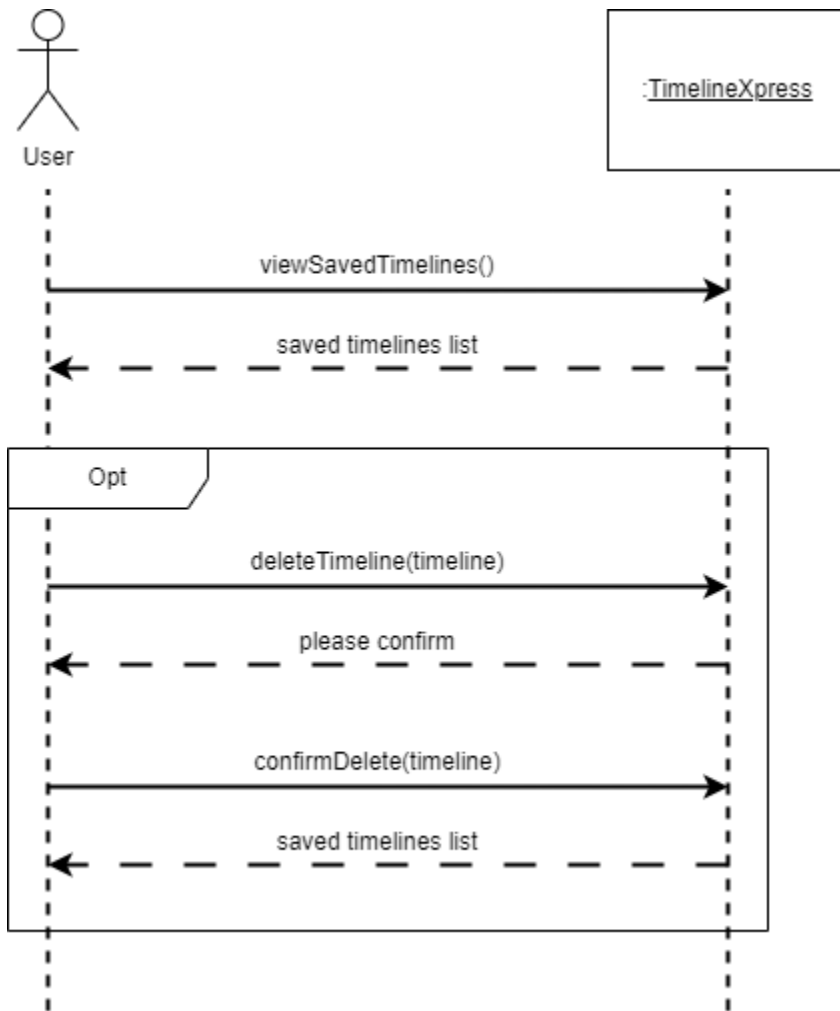 :TimelineXpress
User
viewSavedTimelines()
saved timelines list
Opt
deleteTimeline(timeline)
please confirm
confirmDelete(timeline)
saved timelines list